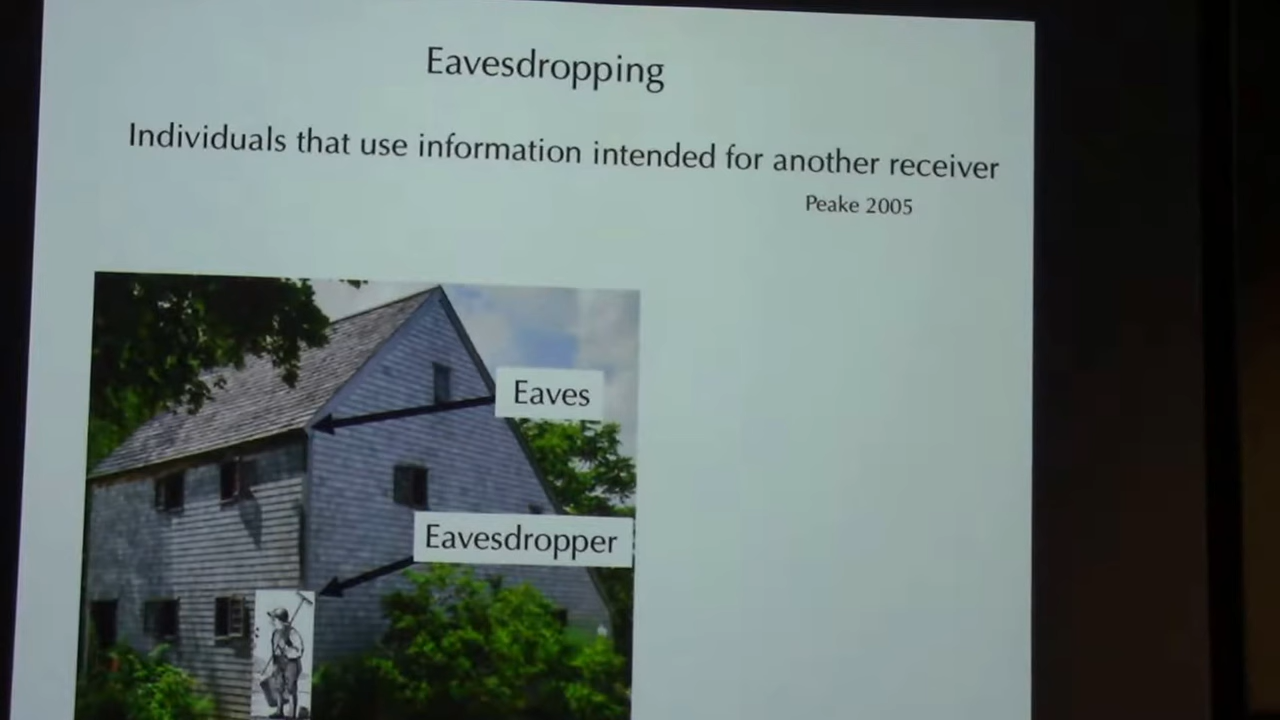 Eavesdropping
Individuals that use information intended for another receiver
Peake 2005
Eaves
Eavesdropper